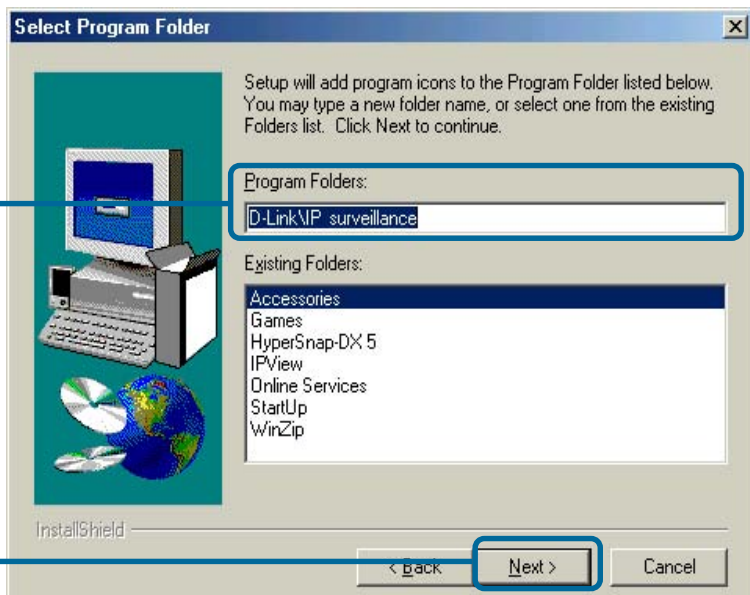 Select Program Folder
Setup will add program icons to the Program Folder listed below.
You may type a new folder name, or select one from the existing
Folders list. Click Next to continue.
Program Folders:
D-Link\IP surveillance
Existing Folders:
Accessories
Games
HyperSnap-DX 5
IPView
Online Services
StartUp
WinZip
InstallShield
< Back
Next >
Cancel